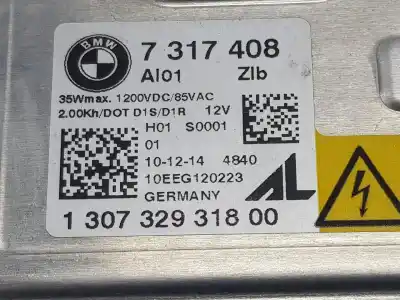 BMW
7 317 408
AI01 ZIb
35Wmax. 1200VDC/85VAC
2.00Kh/DOT D1S/D1R 12V
H01 S0001
01
10-12-14 4840
10EEG120223
GERMANY AL
1 307 329 318 00